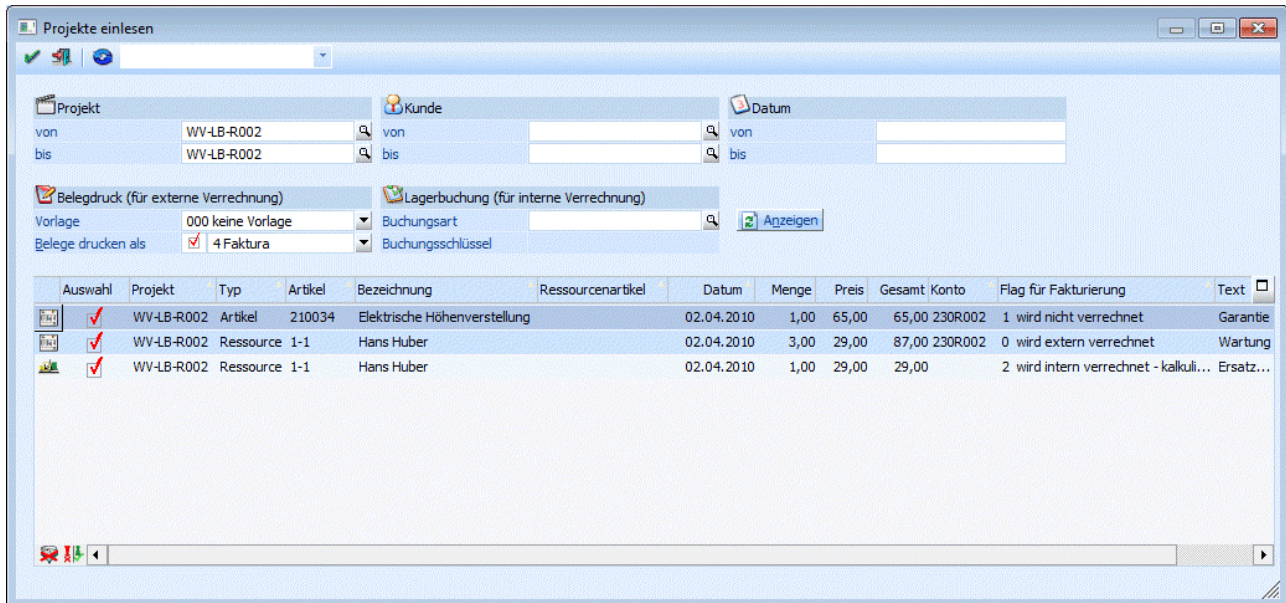 Projekte einlesen
Projekt Kunde Datum
von WV-LB-R002 von von
bis WV-LB-R002 bis bis
Belegdruck (für externe Verrechnung) Lagerbuchung (für interne Verrechnung)
Vorlage 000 keine Vorlage Buchungsart Anzeigen
Belege drucken als 4 Faktura Buchungsschlüssel
Auswahl Projekt Typ Artikel Bezeichnung Ressourcenartikel Datum Menge Preis Gesamt Konto Flag für Fakturierung Text
WV-LB-R002 Artikel 210034 Elektrische Höhenverstellung 02.04.2010 1,00 65,00 65,00 230R002 1 wird nicht verrechnet Garantie
WV-LB-R002 Ressource 1-1 Hans Huber 02.04.2010 3,00 29,00 87,00 230R002 0 wird extern verrechnet Wartung
WV-LB-R002 Ressource 1-1 Hans Huber 02.04.2010 1,00 29,00 29,00 2 wird intern verrechnet - kalkuli... Ersatz...